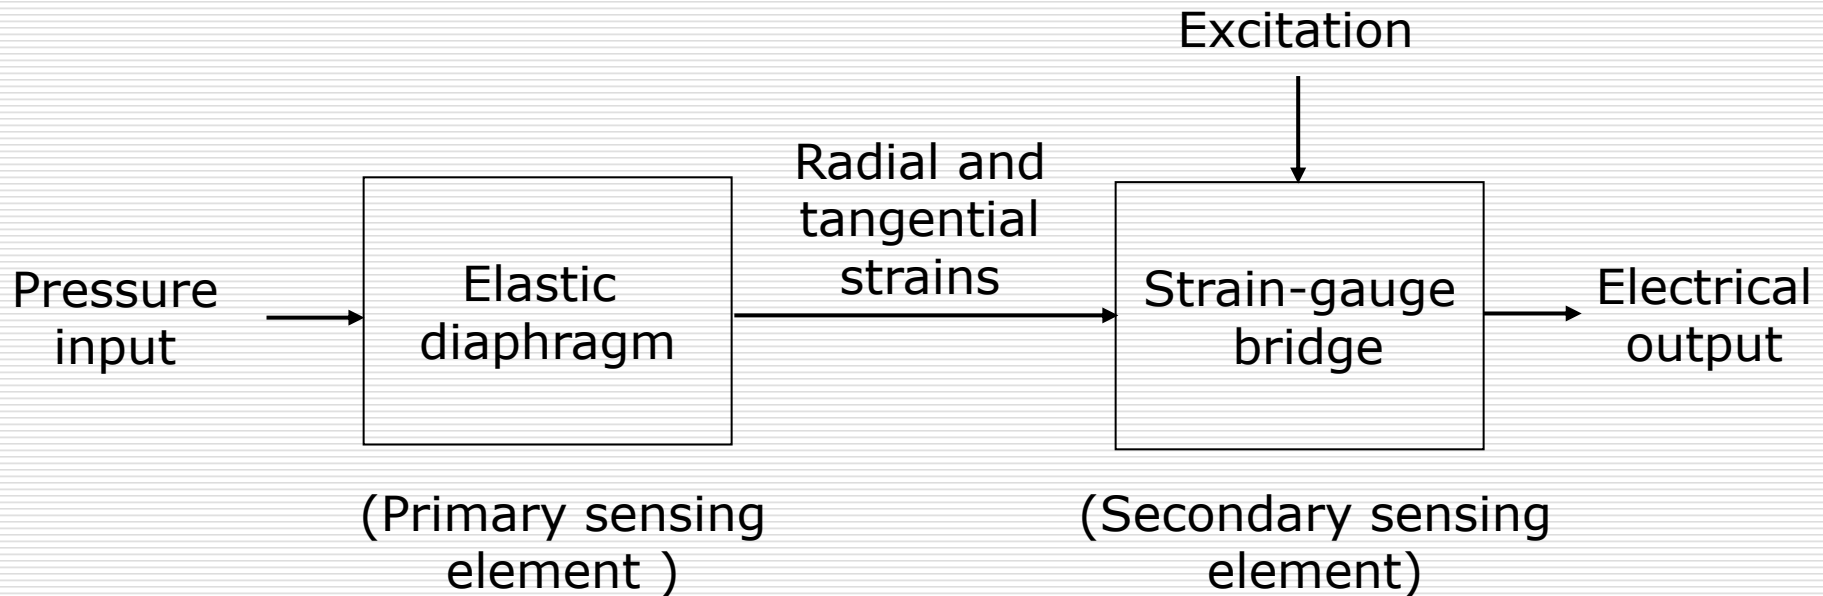 Excitation
Radial and
tangential
strains
Pressure
input
Elastic
diaphragm
Strain-gauge
bridge
Electrical
output
(Primary sensing
element )
(Secondary sensing
element)